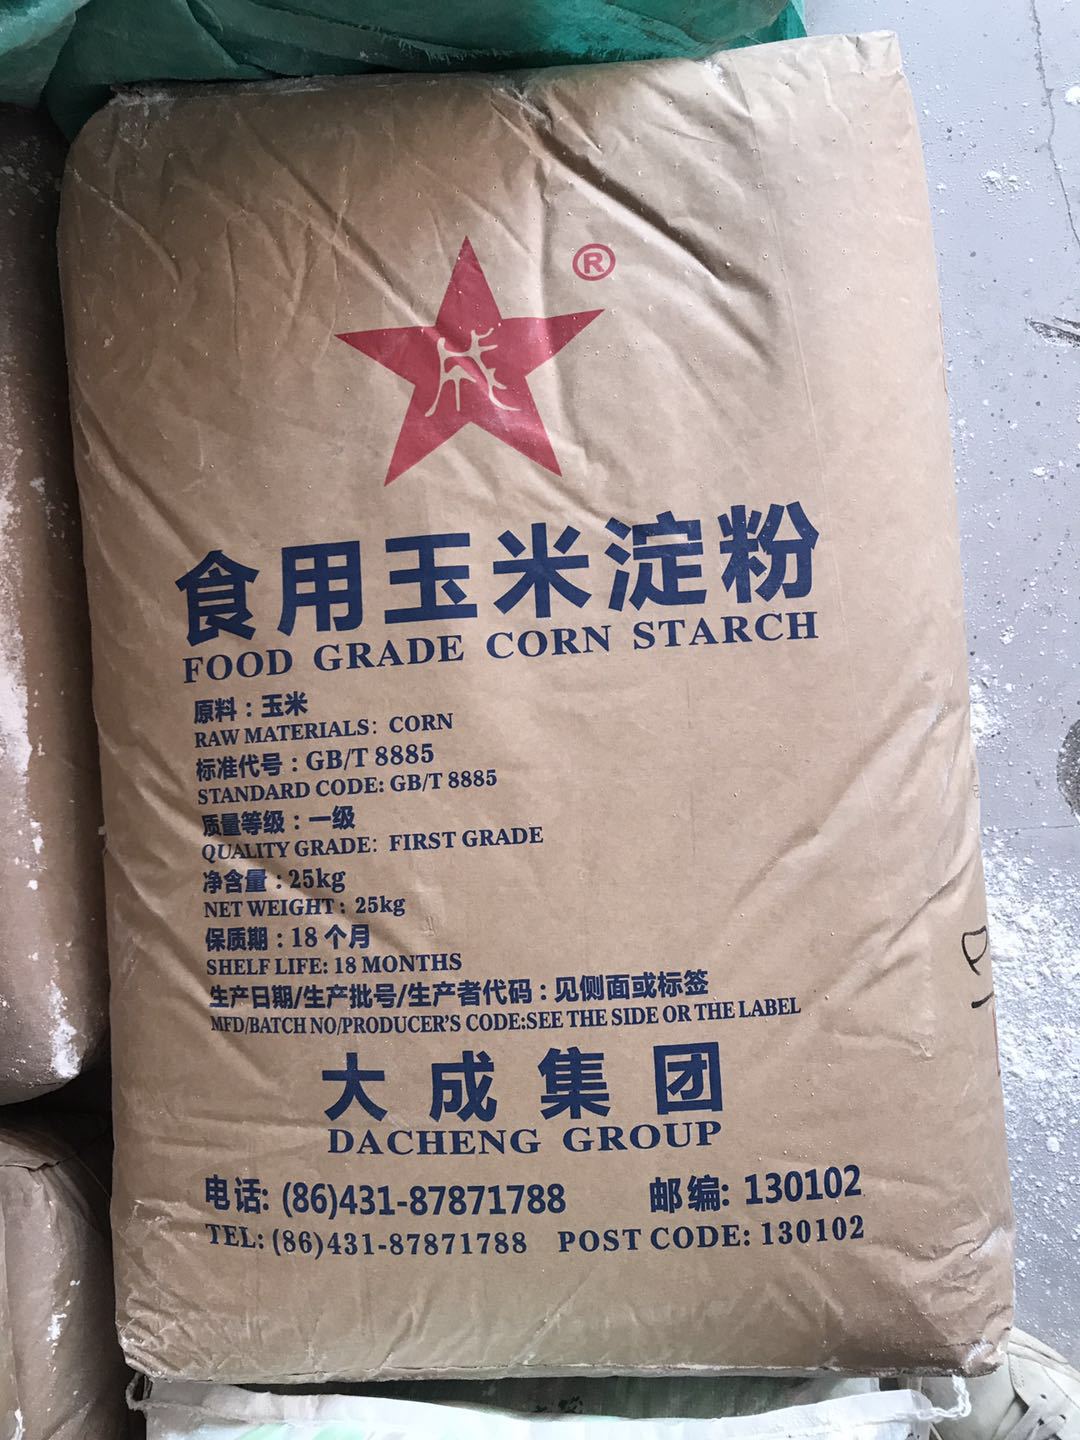 ®
成
食用玉米淀粉
FOOD GRADE CORN STARCH
原料：玉米
RAW MATERIALS: CORN
标准代号：GB/T 8885
STANDARD CODE: GB/T 8885
质量等级：一级
QUALITY GRADE: FIRST GRADE
净含量：25kg
NET WEIGHT: 25kg
保质期：18 个月
SHELF LIFE: 18 MONTHS
生产日期/生产批号/生产者代码：见侧面或标签
MFD/BATCH NO/PRODUCER'S CODE:SEE THE SIDE OR THE LABEL
大成集团
DACHENG GROUP
电话: (86)431-87871788 邮编: 130102
TEL: (86)431-87871788 POST CODE: 130102